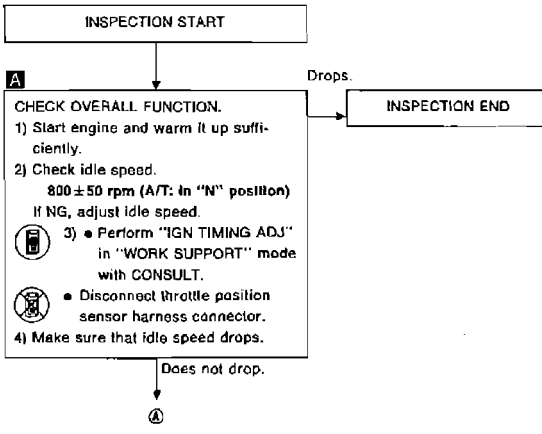 INSPECTION START
A
Drops.
CHECK OVERALL FUNCTION.
INSPECTION END
1) Start engine and warm it up suffi-
ciently.
2) Check idle speed.
800±50 rpm (A/T: in "N" position)
If NG, adjust idle speed.
3) ● Perform "IGN TIMING ADJ"
in "WORK SUPPORT" mode
with CONSULT.
● Disconnect throttle position
sensor harness connector.
4) Make sure that idle speed drops.
Does not drop.
Ⓐ